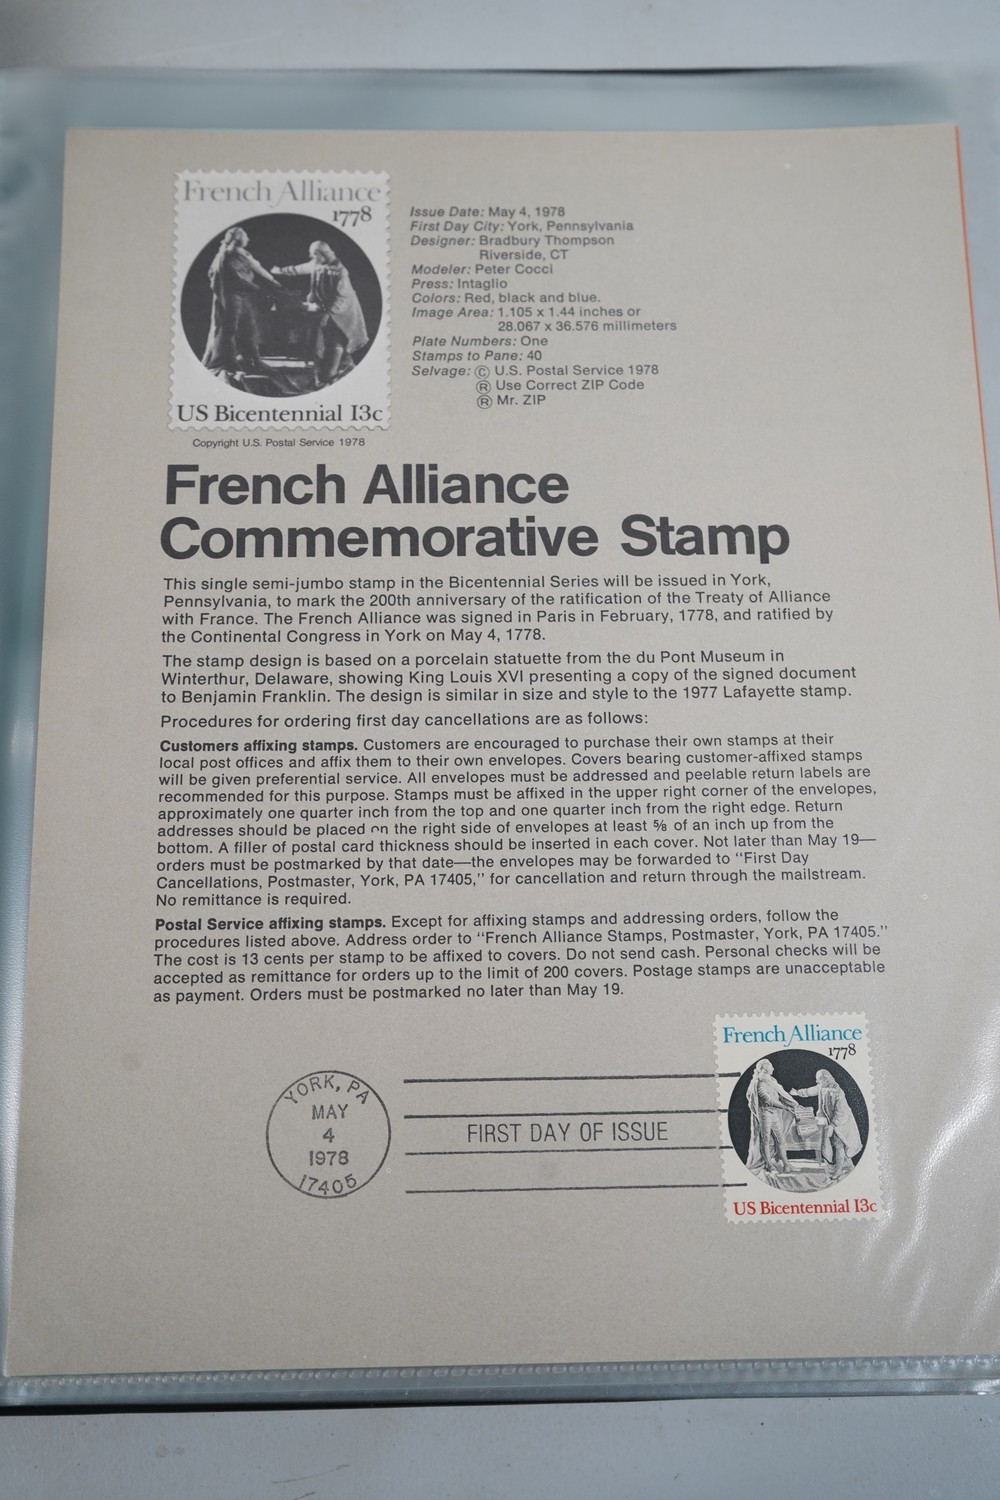 French Alliance
1778
US Bicentennial 13c
Copyright U.S. Postal Service 1978
Issue Date: May 4, 1978
First Day City: York, Pennsylvania
Designer: Bradbury Thompson
Riverside, CT
Modeler: Peter Cocci
Press: Intaglio
Colors: Red, black and blue.
Image Area: 1.105 x 1.44 inches or
28.067 x 36.576 millimeters
Plate Numbers: One
Stamps to Pane: 40
Selvage: © U.S. Postal Service 1978
® Use Correct ZIP Code
® Mr. ZIP
French Alliance
Commemorative Stamp
This single semi-jumbo stamp in the Bicentennial Series will be issued in York,
Pennsylvania, to mark the 200th anniversary of the ratification of the Treaty of Alliance
with France. The French Alliance was signed in Paris in February, 1778, and ratified by
the Continental Congress in York on May 4, 1778.
The stamp design is based on a porcelain statuette from the du Pont Museum in
Winterthur, Delaware, showing King Louis XVI presenting a copy of the signed document
to Benjamin Franklin. The design is similar in size and style to the 1977 Lafayette stamp.
Procedures for ordering first day cancellations are as follows:
Customers affixing stamps. Customers are encouraged to purchase their own stamps at their
local post offices and affix them to their own envelopes. Covers bearing customer-affixed stamps
will be given preferential service. All envelopes must be addressed and peelable return labels are
recommended for this purpose. Stamps must be affixed in the upper right corner of the envelopes,
approximately one quarter inch from the top and one quarter inch from the right edge. Return
addresses should be placed on the right side of envelopes at least ⅝ of an inch up from the
bottom. A filler of postal card thickness should be inserted in each cover. Not later than May 19—
orders must be postmarked by that date—the envelopes may be forwarded to "First Day
Cancellations, Postmaster, York, PA 17405," for cancellation and return through the mailstream.
No remittance is required.
Postal Service affixing stamps. Except for affixing stamps and addressing orders, follow the
procedures listed above. Address order to "French Alliance Stamps, Postmaster, York, PA 17405."
The cost is 13 cents per stamp to be affixed to covers. Do not send cash. Personal checks will be
accepted as remittance for orders up to the limit of 200 covers. Postage stamps are unacceptable
as payment. Orders must be postmarked no later than May 19.
YORK, PA
MAY
4
1978
17405
FIRST DAY OF ISSUE
French Alliance
1778
US Bicentennial 13c